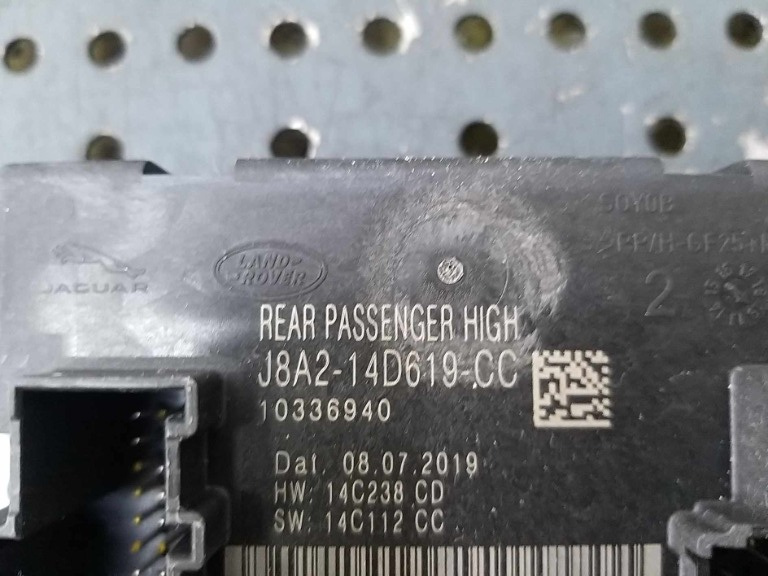 JAGUAR
LAND-
ROVER
2
REAR PASSENGER HIGH
J8A2-14D619-CC
10336940
Dat. 08.07.2019
HW: 14C238 CD
SW: 14C112 CC